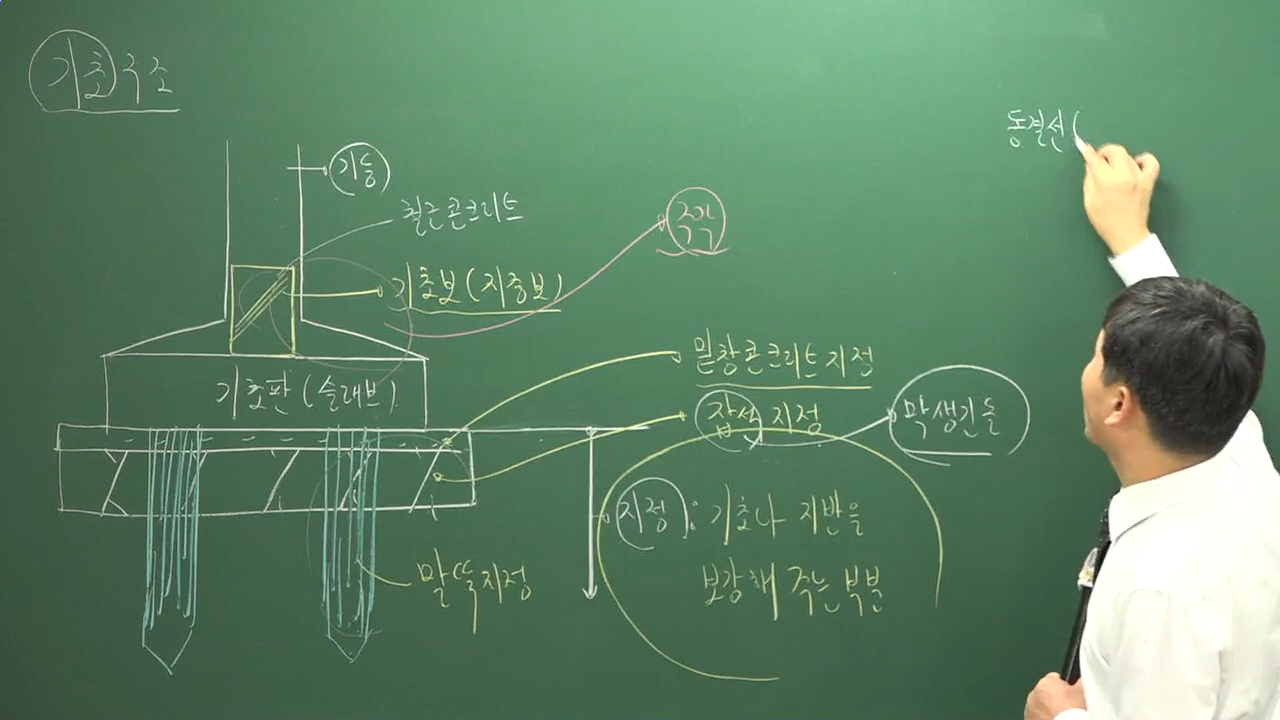 기초구조
동결선(
기둥
철근콘크리트
주각
기초보(지중보)
밑창콘크리트지정
기초판(슬래브)
잡석 지정
막생긴돌
지정: 기초나 지반을
보강해 주는 부분
말뚝지정